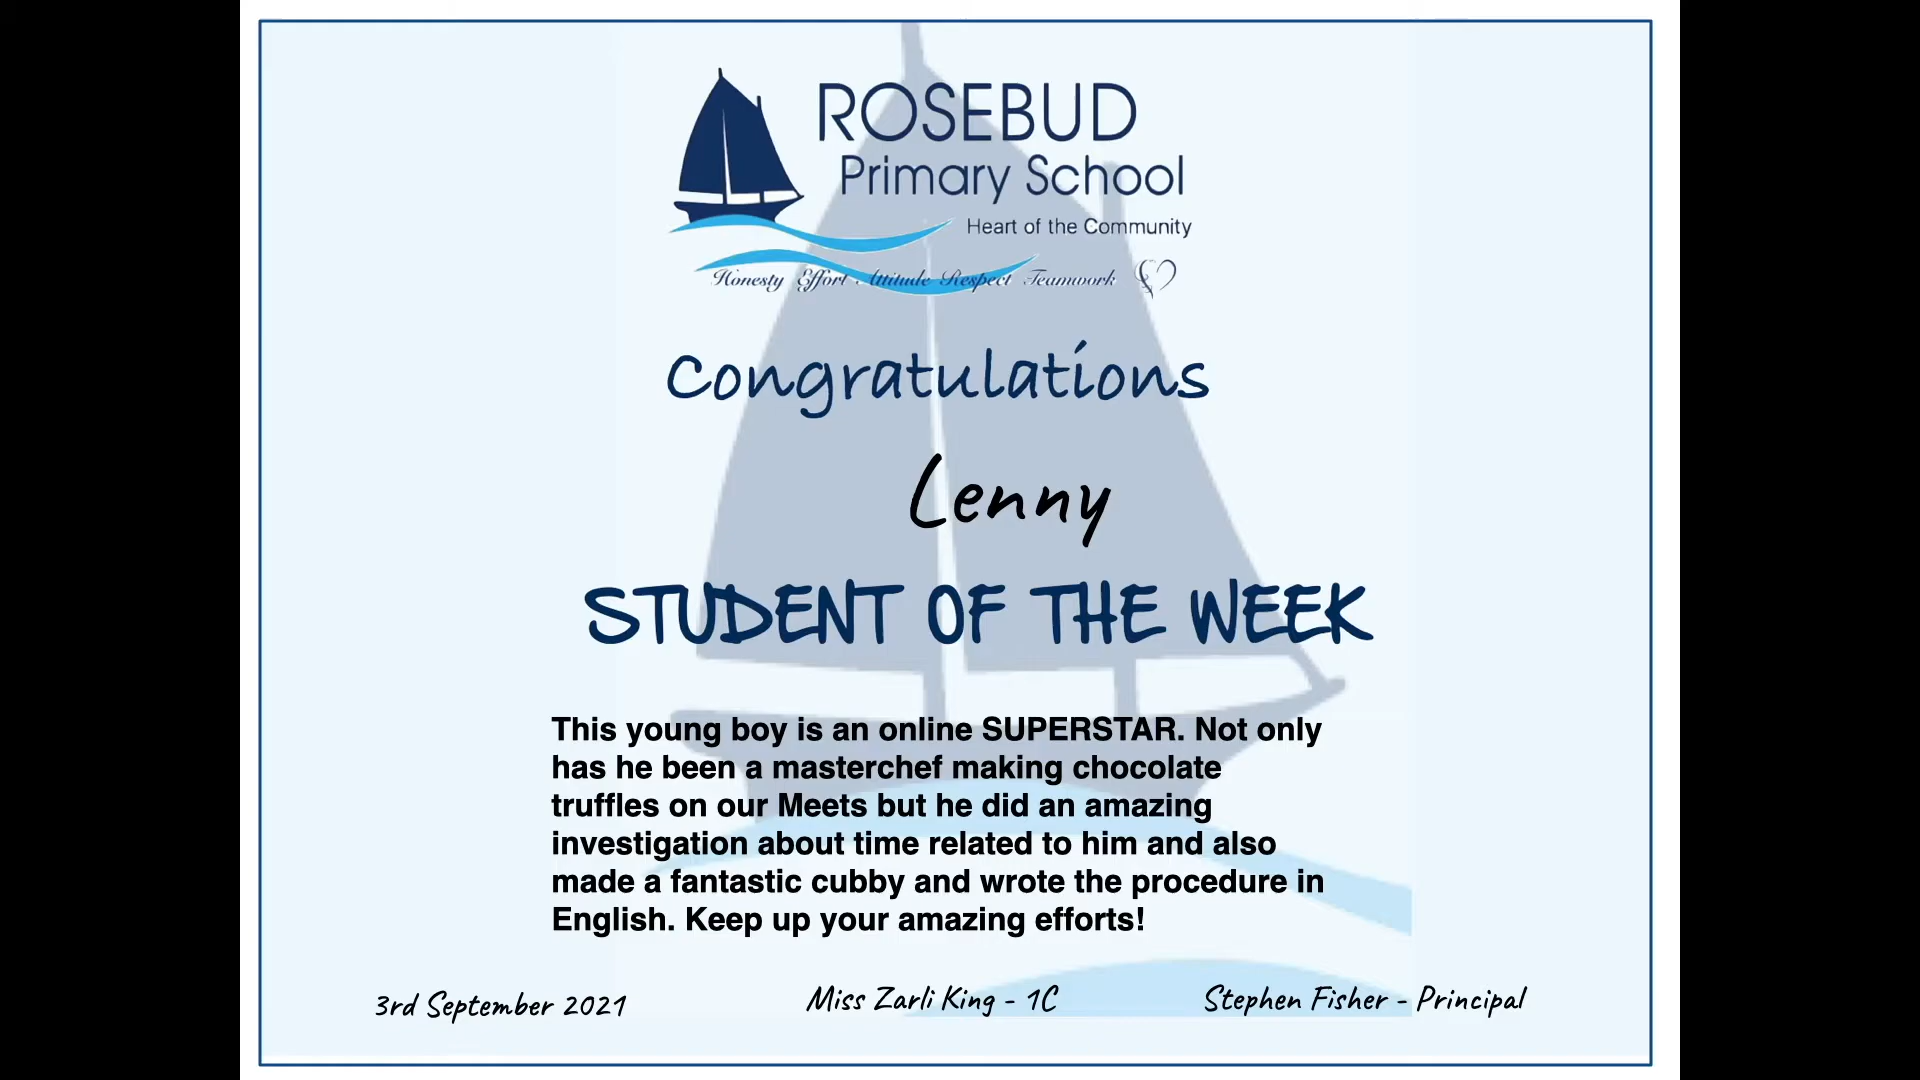 ROSEBUD
Primary School
Heart of the Community
Honesty Effort Attitude Respect Teamwork
Congratulations
Lenny
STUDENT OF THE WEEK
This young boy is an online SUPERSTAR. Not only
has he been a masterchef making chocolate
truffles on our Meets but he did an amazing
investigation about time related to him and also
made a fantastic cubby and wrote the procedure in
English. Keep up your amazing efforts!
3rd September 2021
Miss Zarli King - 1C
Stephen Fisher - Principal